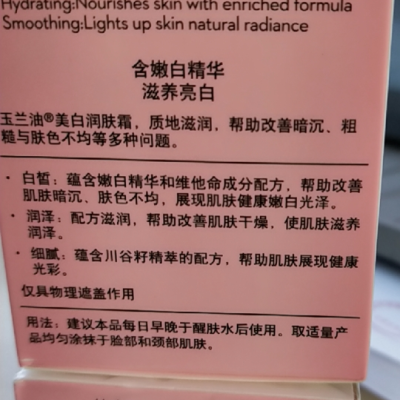 Hydrating:Nourishes skin with enriched formula
Smoothing:Lights up skin natural radiance
含嫩白精华
滋养亮白
玉兰油®美白润肤霜，质地滋润，帮助改善暗沉、粗
糙与肤色不均等多种问题。
· 白皙：蕴含嫩白精华和维他命成分配方，帮助改善
肌肤暗沉、肤色不均，展现肌肤健康嫩白光泽。
· 润泽：配方滋润，帮助改善肌肤干燥，使肌肤滋养
润泽。
· 细腻：蕴含川谷籽精萃的配方，帮助肌肤展现健康
光彩。
仅具物理遮盖作用
用法：建议本品每日早晚于醒肤水后使用。取适量产
品均匀涂抹于脸部和颈部肌肤。